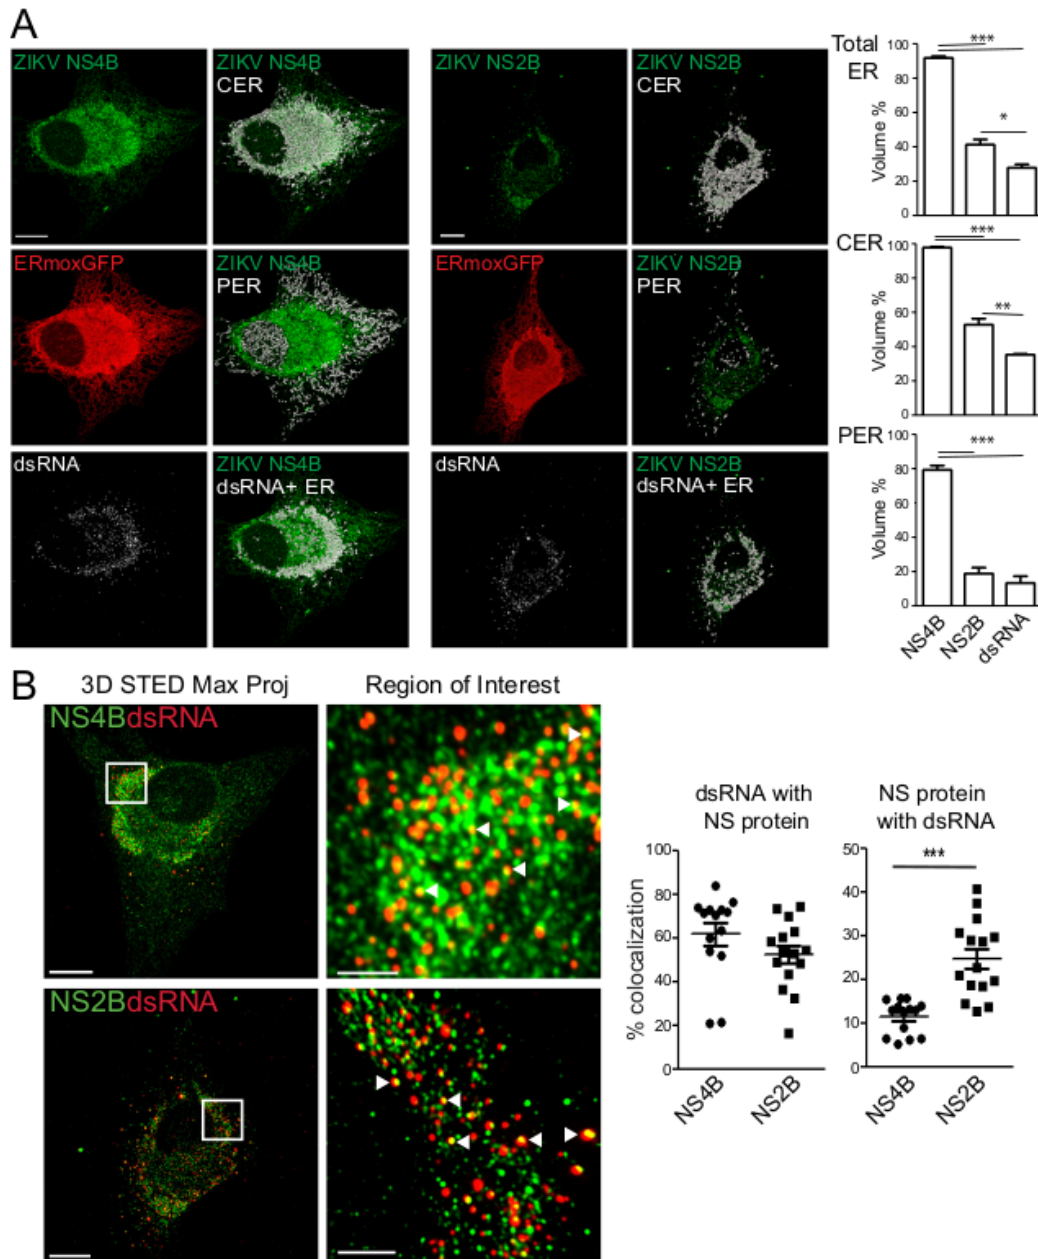 A
ZIKV NS4B
ZIKV NS4B
CER
ZIKV NS2B
ZIKV NS2B
CER
ERmoxGFP
ZIKV NS4B
PER
ERmoxGFP
ZIKV NS2B
PER
dsRNA
ZIKV NS4B
dsRNA+ ER
dsRNA
ZIKV NS2B
dsRNA+ ER
Total
ER
Volume %
100
80
60
40
20
0
***
*
CER
Volume %
100
80
60
40
20
0
***
**
PER
Volume %
100
80
60
40
20
0
***
NS4B
NS2B
dsRNA
B
3D STED Max Proj
Region of Interest
NS4BdsRNA
NS2BdsRNA
dsRNA with
NS protein
% colocalization
100
80
60
40
20
0
NS4B
NS2B
NS protein
with dsRNA
50
40
30
20
10
0
***
NS4B
NS2B